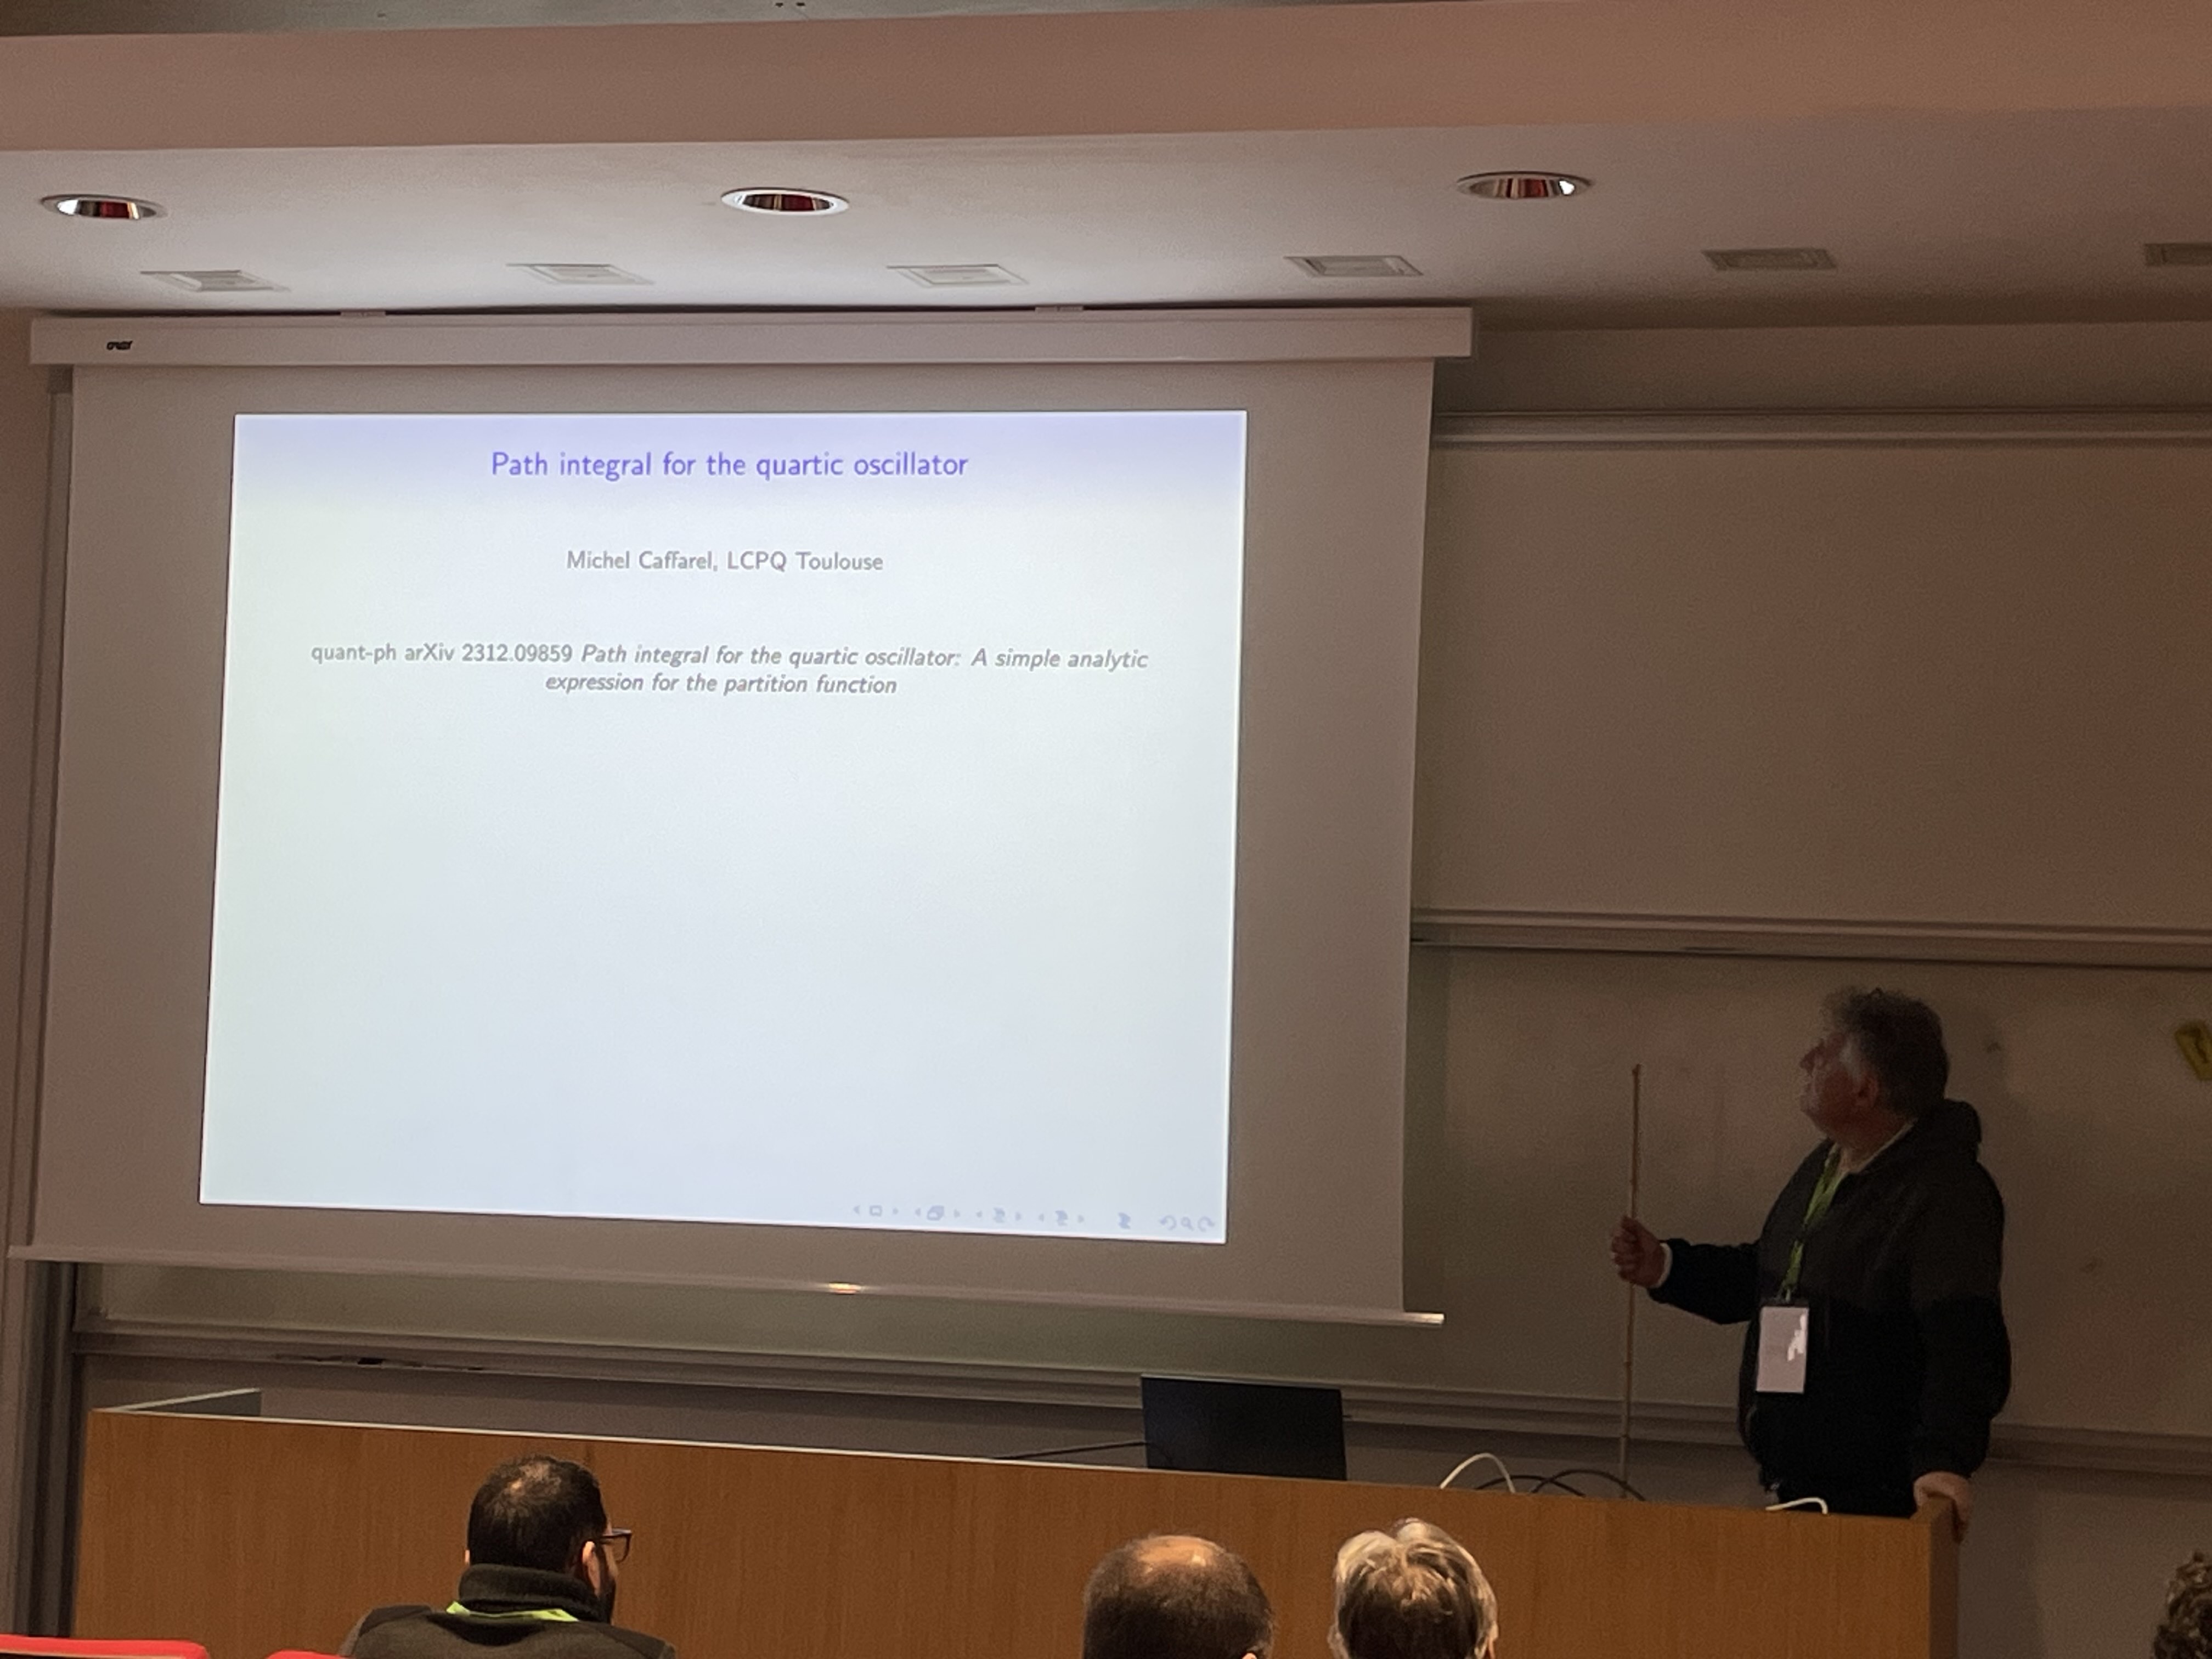 Path integral for the quartic oscillator
Michel Caffarel, LCPQ Toulouse
quant-ph arXiv 2312.09859 Path integral for the quartic oscillator: A simple analytic
expression for the partition function